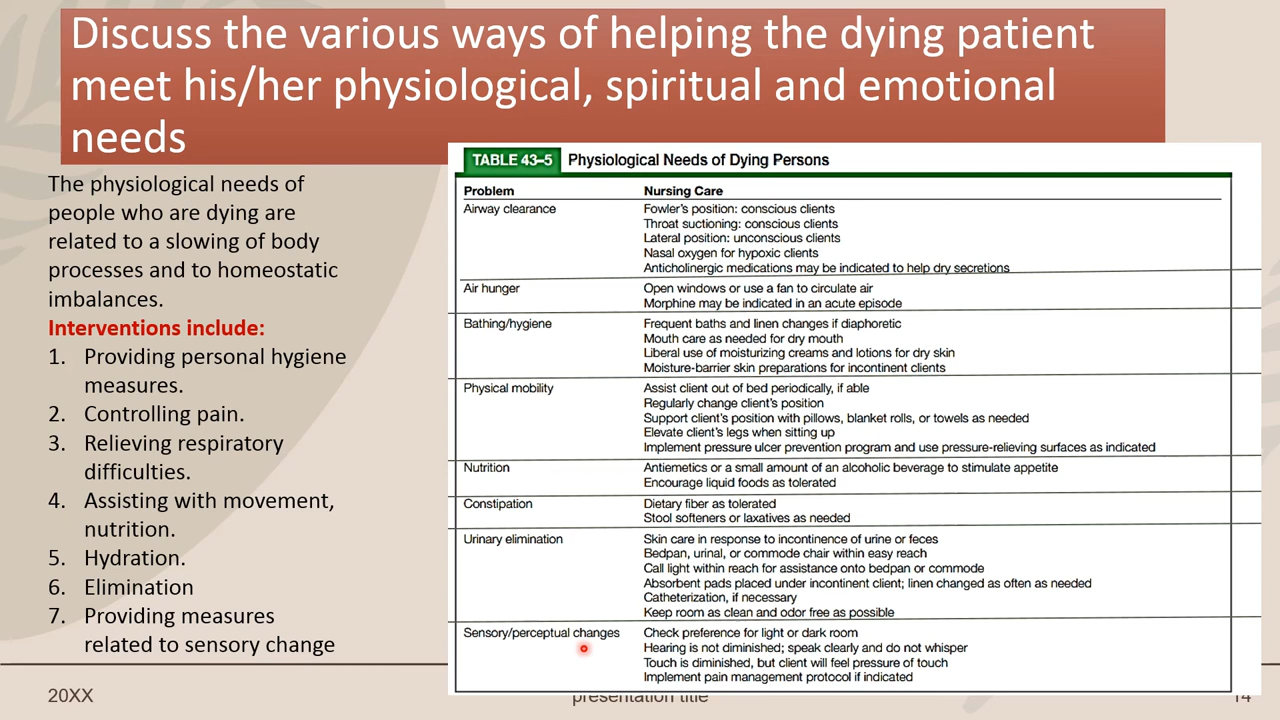 Discuss the various ways of helping the dying patient
meet his/her physiological, spiritual and emotional
needs
The physiological needs of
people who are dying are
related to a slowing of body
processes and to homeostatic
imbalances.
Interventions include:
1. Providing personal hygiene
measures.
2. Controlling pain.
3. Relieving respiratory
difficulties.
4. Assisting with movement,
nutrition.
5. Hydration.
6. Elimination
7. Providing measures
related to sensory change
TABLE 43–5 Physiological Needs of Dying Persons
Problem Nursing Care
Airway clearance Fowler's position: conscious clients
Throat suctioning: conscious clients
Lateral position: unconscious clients
Nasal oxygen for hypoxic clients
Anticholinergic medications may be indicated to help dry secretions
Air hunger Open windows or use a fan to circulate air
Morphine may be indicated in an acute episode
Bathing/hygiene Frequent baths and linen changes if diaphoretic
Mouth care as needed for dry mouth
Liberal use of moisturizing creams and lotions for dry skin
Moisture-barrier skin preparations for incontinent clients
Physical mobility Assist client out of bed periodically, if able
Regularly change client's position
Support client's position with pillows, blanket rolls, or towels as needed
Elevate client's legs when sitting up
Implement pressure ulcer prevention program and use pressure-relieving surfaces as indicated
Nutrition Antiemetics or a small amount of an alcoholic beverage to stimulate appetite
Encourage liquid foods as tolerated
Constipation Dietary fiber as tolerated
Stool softeners or laxatives as needed
Urinary elimination Skin care in response to incontinence of urine or feces
Bedpan, urinal, or commode chair within easy reach
Call light within reach for assistance onto bedpan or commode
Absorbent pads placed under incontinent client; linen changed as often as needed
Catheterization, if necessary
Keep room as clean and odor free as possible
Sensory/perceptual changes Check preference for light or dark room
Hearing is not diminished; speak clearly and do not whisper
Touch is diminished, but client will feel pressure of touch
Implement pain management protocol if indicated
20XX presentation title 14